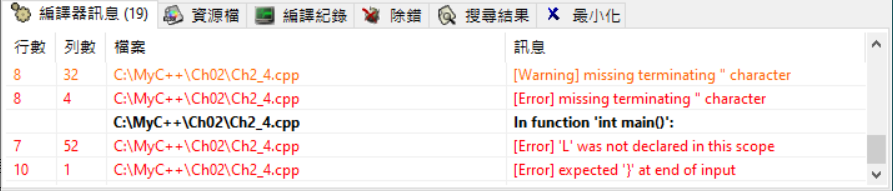 編譯器訊息 (19) 資源檔 編譯紀錄 除錯 搜尋結果 最小化
行數 列數 檔案 訊息
8 32 C:\MyC++\Ch02\Ch2_4.cpp [Warning] missing terminating " character
8 4 C:\MyC++\Ch02\Ch2_4.cpp [Error] missing terminating " character
C:\MyC++\Ch02\Ch2_4.cpp In function 'int main()':
7 52 C:\MyC++\Ch02\Ch2_4.cpp [Error] 'L' was not declared in this scope
10 1 C:\MyC++\Ch02\Ch2_4.cpp [Error] expected '}' at end of input